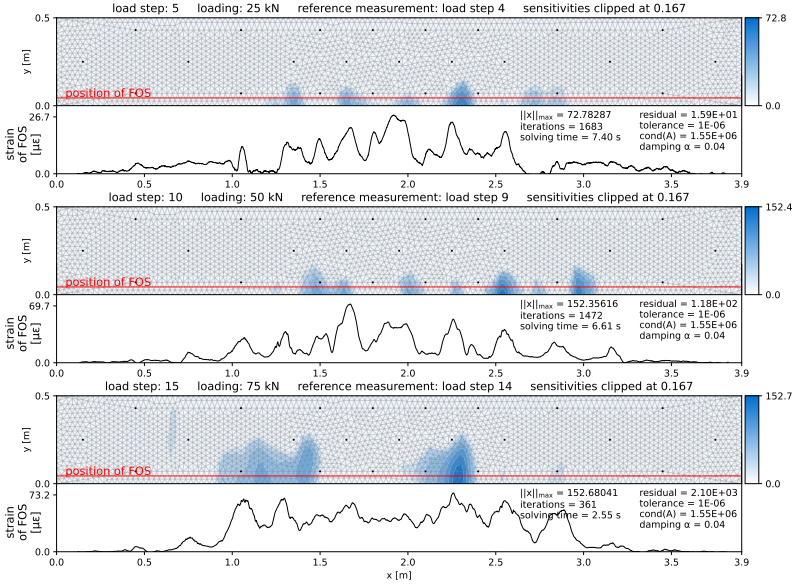 load step: 5 loading: 25 kN reference measurement: load step 4 sensitivities clipped at 0.167
0.5
y [m]
0.0
position of FOS
72.8
0.0
26.7
strain
of FOS
[µε]
0.0
||x||max = 72.78287
iterations = 1683
solving time = 7.40 s
residual = 1.59E+01
tolerance = 1E-06
cond(A) = 1.55E+06
damping α = 0.04
0.0 0.5 1.0 1.5 2.0 2.5 3.0 3.9
load step: 10 loading: 50 kN reference measurement: load step 9 sensitivities clipped at 0.167
0.5
y [m]
0.0
position of FOS
152.4
0.0
69.7
strain
of FOS
[µε]
0.0
||x||max = 152.35616
iterations = 1472
solving time = 6.61 s
residual = 1.18E+02
tolerance = 1E-06
cond(A) = 1.55E+06
damping α = 0.04
0.0 0.5 1.0 1.5 2.0 2.5 3.0 3.9
load step: 15 loading: 75 kN reference measurement: load step 14 sensitivities clipped at 0.167
0.5
y [m]
0.0
position of FOS
152.7
0.0
73.2
strain
of FOS
[µε]
0.0
||x||max = 152.68041
iterations = 361
solving time = 2.55 s
residual = 2.10E+03
tolerance = 1E-06
cond(A) = 1.55E+06
damping α = 0.04
0.0 0.5 1.0 1.5 2.0 2.5 3.0 3.9
x [m]